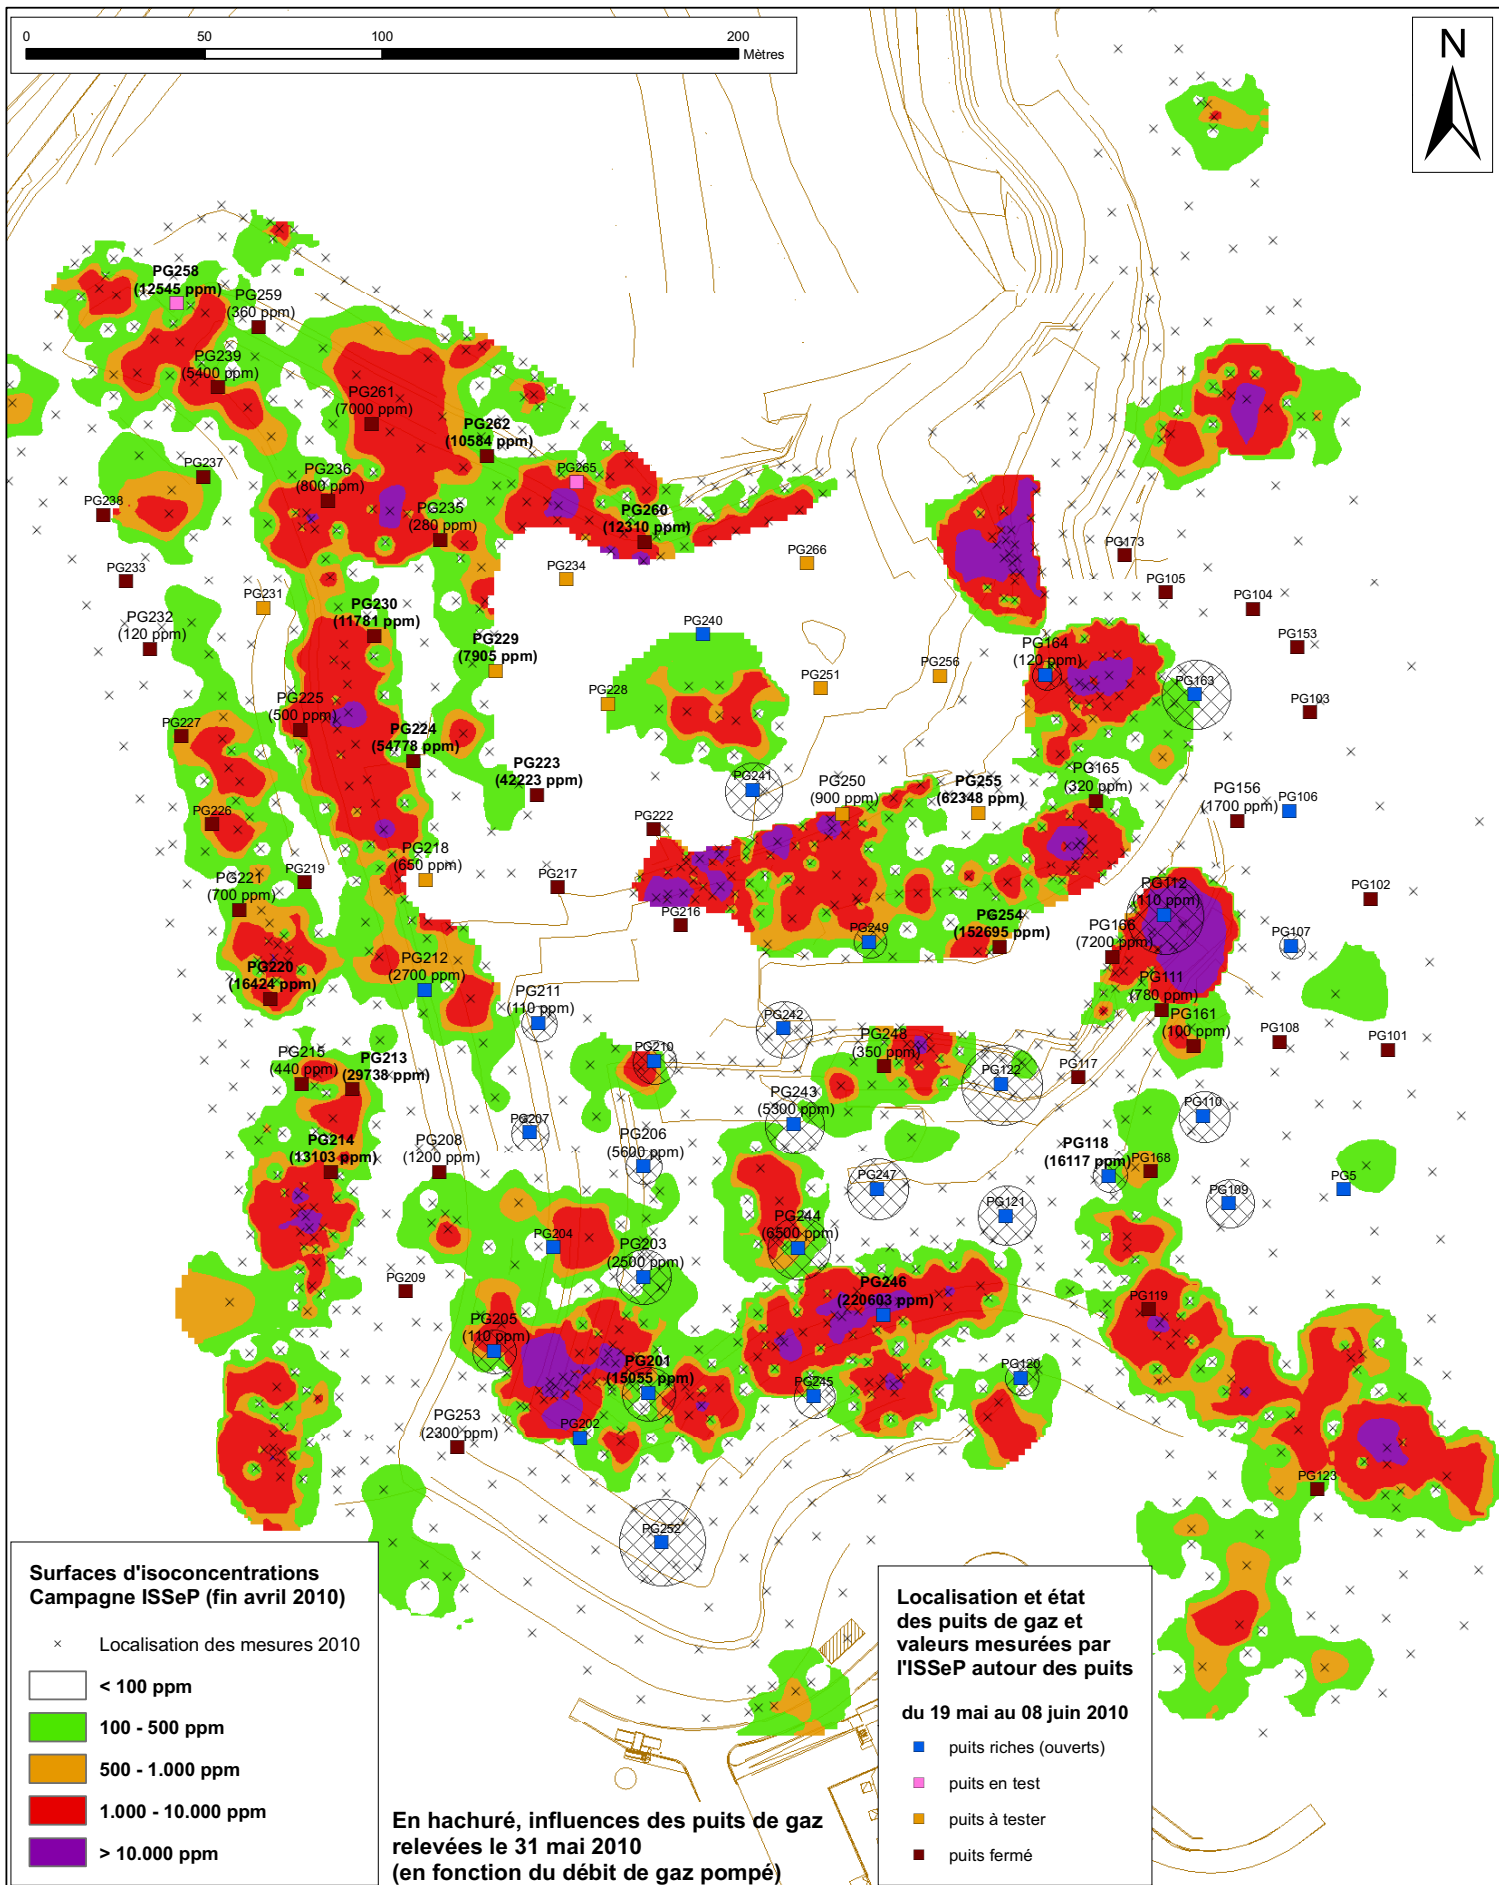 0 50 100 200
Mètres
N
PG258
(12545 ppm)
PG259
(360 ppm)
PG239
(5400 ppm)
PG261
(7000 ppm)
PG262
(10584 ppm)
PG237
PG236
(800 ppm)
PG265
PG238
PG235
(280 ppm)
PG260
(12310 ppm)
PG266
PG173
PG233
PG234
PG105
PG104
PG231
PG232
(120 ppm)
PG230
(11781 ppm)
PG229
(7905 ppm)
PG240
PG153
PG164
(120 ppm)
PG228
PG251
PG256
PG163
PG103
PG225
(500 ppm)
PG227
PG224
(54778 ppm)
PG223
(42223 ppm)
PG241
PG250
(900 ppm)
PG255
(62348 ppm)
PG165
(320 ppm)
PG156
(1700 ppm)
PG106
PG226
PG222
PG218
(650 ppm)
PG219
PG221
(700 ppm)
PG217
PG112
(110 ppm)
PG102
PG216
PG249
PG254
(152695 ppm)
PG166
(7200 ppm)
PG107
PG220
(16424 ppm)
PG212
(2700 ppm)
PG211
(110 ppm)
PG242
PG111
(780 ppm)
PG161
(100 ppm)
PG108
PG101
PG215
(440 ppm)
PG213
(29738 ppm)
PG210
PG248
(350 ppm)
PG122
PG117
PG243
(5300 ppm)
PG110
PG207
PG206
(5600 ppm)
PG214
(13103 ppm)
PG208
(1200 ppm)
PG118
(16117 ppm)
PG168
PG247
PG109
PG5
PG121
PG244
(6500 ppm)
PG204
PG203
(2500 ppm)
PG209
PG246
(220603 ppm)
PG119
PG205
(110 ppm)
PG201
(15055 ppm)
PG245
PG120
PG253
(2300 ppm)
PG202
PG123
PG252
Surfaces d'isoconcentrations
Campagne ISSeP (fin avril 2010)
Localisation des mesures 2010
< 100 ppm
100 - 500 ppm
500 - 1.000 ppm
1.000 - 10.000 ppm
> 10.000 ppm
En hachuré, influences des puits de gaz
relevées le 31 mai 2010
(en fonction du débit de gaz pompé)
Localisation et état
des puits de gaz et
valeurs mesurées par
l'ISSeP autour des puits
du 19 mai au 08 juin 2010
puits riches (ouverts)
puits en test
puits à tester
puits fermé